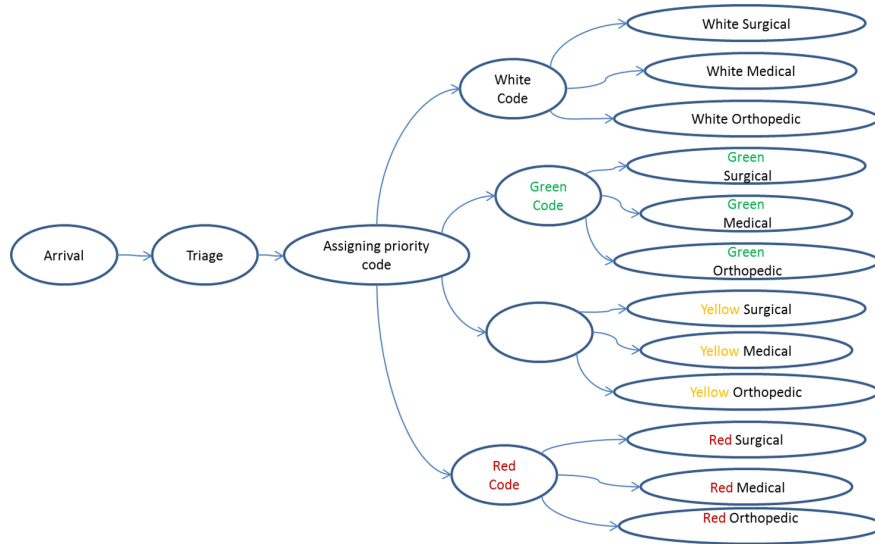 White Surgical
White Medical
White Orthopedic
White
Code
Green
Surgical
Green
Medical
Green
Orthopedic
Green
Code
Arrival
Triage
Assigning priority
code
Yellow Surgical
Yellow Medical
Yellow Orthopedic
Red Surgical
Red Medical
Red Orthopedic
Red
Code